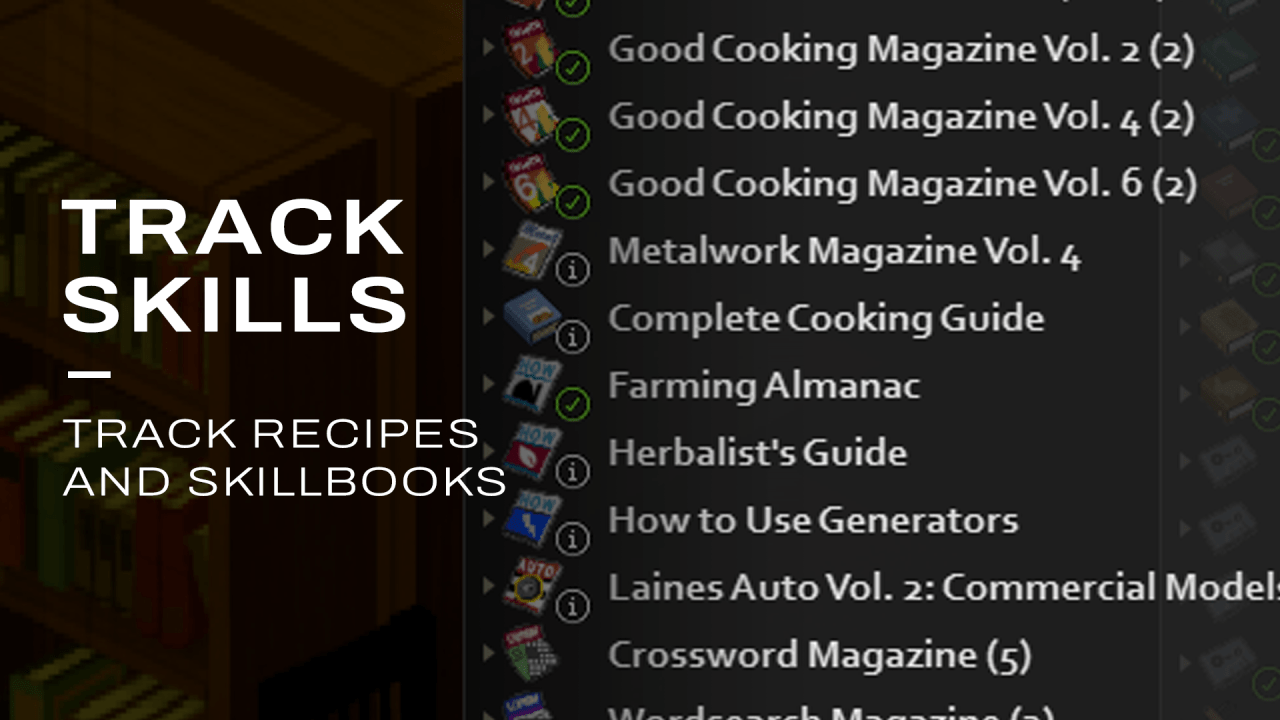 TRACK
SKILLS
TRACK RECIPES
AND SKILLBOOKS
Good Cooking Magazine Vol. 2 (2)
Good Cooking Magazine Vol. 4 (2)
Good Cooking Magazine Vol. 6 (2)
Metalwork Magazine Vol. 4
Complete Cooking Guide
Farming Almanac
Herbalist's Guide
How to Use Generators
Laines Auto Vol. 2: Commercial Models
Crossword Magazine (5)
Wordsearch Magazine